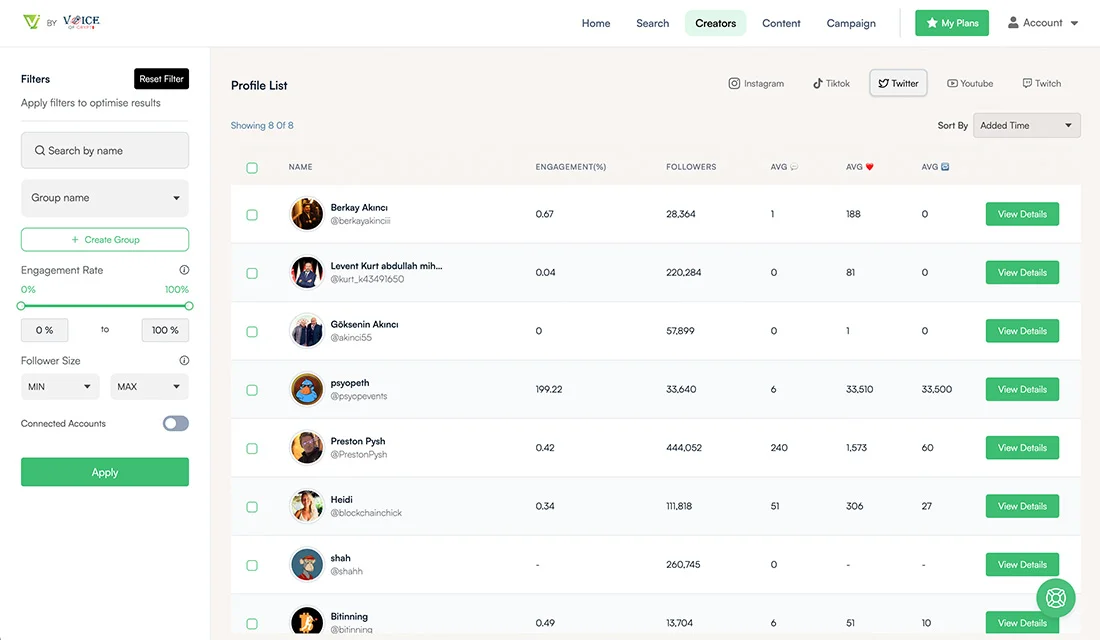 V BY VOICE
OF CRYPTO
Home Search Creators Content Campaign My Plans Account
Filters Reset Filter
Apply filters to optimise results
Search by name
Group name
+ Create Group
Engagement Rate
0% 100%
0 % to 100 %
Follower Size
MIN MAX
Connected Accounts
Apply
Profile List Instagram Tiktok Twitter Youtube Twitch
Showing 8 Of 8 Sort By Added Time
NAME ENGAGEMENT(%) FOLLOWERS AVG AVG AVG
Berkay Akıncı
@berkayakinciii
0.67 28,364 1 188 0 View Details
Levent Kurt abdullah mih...
@kurt_k43491650
0.04 220,284 0 81 0 View Details
Göksenin Akıncı
@akinci55
0 57,899 0 1 0 View Details
psyopeth
@psyopevents
199.22 33,640 6 33,510 33,500 View Details
Preston Pysh
@PrestonPysh
0.42 444,052 240 1,573 60 View Details
Heidi
@blockchainchick
0.34 111,818 51 306 27 View Details
shah
@shahh
- 260,745 0 - - View Details
Bitinning
@bitinning
0.49 13,704 6 51 10 View Details